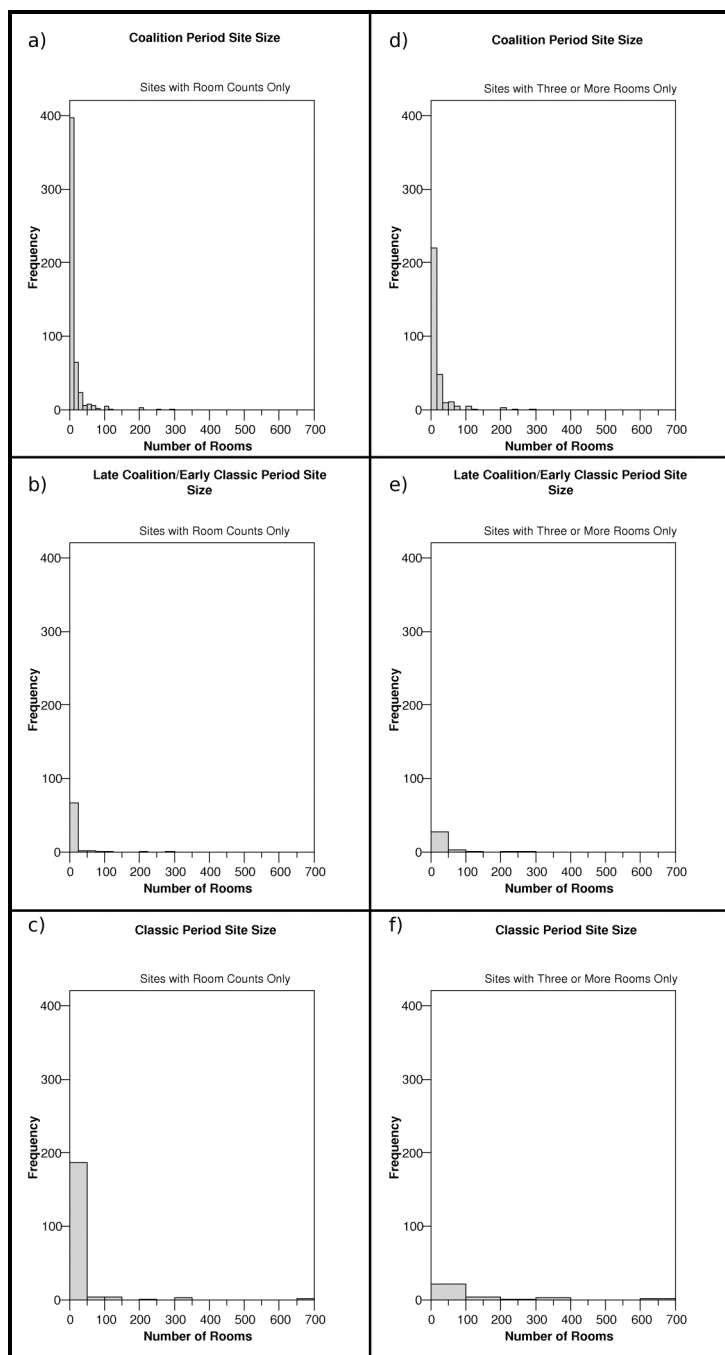 a)
Coalition Period Site Size
Sites with Room Counts Only
400
300
200
100
0
Frequency
0 100 200 300 400 500 600 700
Number of Rooms
d)
Coalition Period Site Size
Sites with Three or More Rooms Only
400
300
200
100
0
Frequency
0 100 200 300 400 500 600 700
Number of Rooms
b)
Late Coalition/Early Classic Period Site
Size
Sites with Room Counts Only
400
300
200
100
0
Frequency
0 100 200 300 400 500 600 700
Number of Rooms
e)
Late Coalition/Early Classic Period Site
Size
Sites with Three or More Rooms Only
400
300
200
100
0
Frequency
0 100 200 300 400 500 600 700
Number of Rooms
c)
Classic Period Site Size
Sites with Room Counts Only
400
300
200
100
0
Frequency
0 100 200 300 400 500 600 700
Number of Rooms
f)
Classic Period Site Size
Sites with Three or More Rooms Only
400
300
200
100
0
Frequency
0 100 200 300 400 500 600 700
Number of Rooms